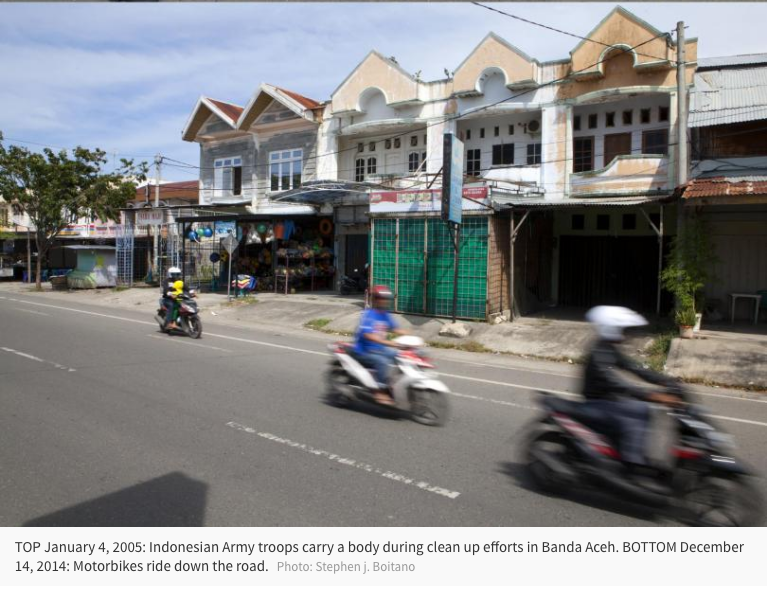 TOP January 4, 2005: Indonesian Army troops carry a body during clean up efforts in Banda Aceh. BOTTOM December
14, 2014: Motorbikes ride down the road. Photo: Stephen j. Boitano